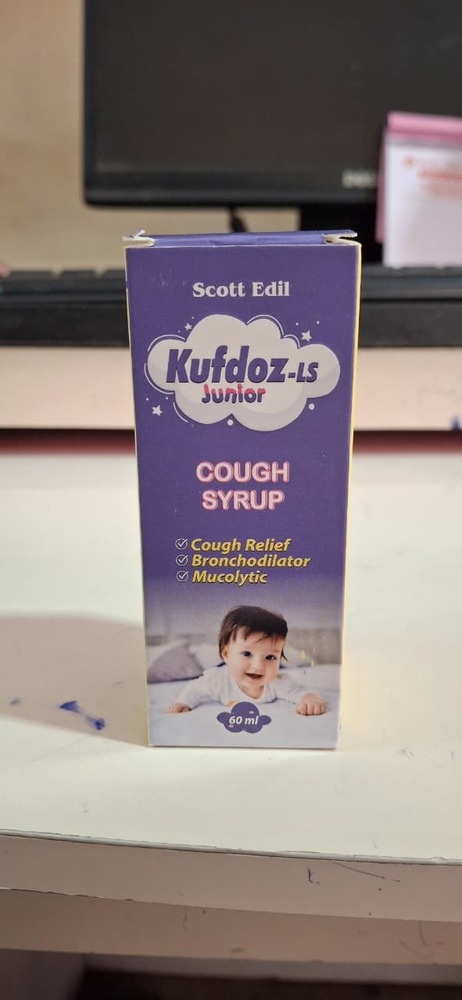 Scott Edil
Kufdoz-LS
Junior
COUGH
SYRUP
Cough Relief
Bronchodilator
Mucolytic
60 ml